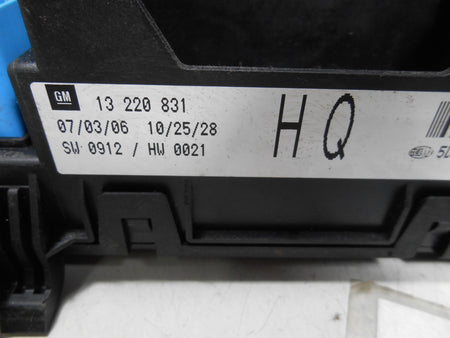 GM 13 220 831
07/03/06 10/25/28
SW 0912 / HW 0021
HQ